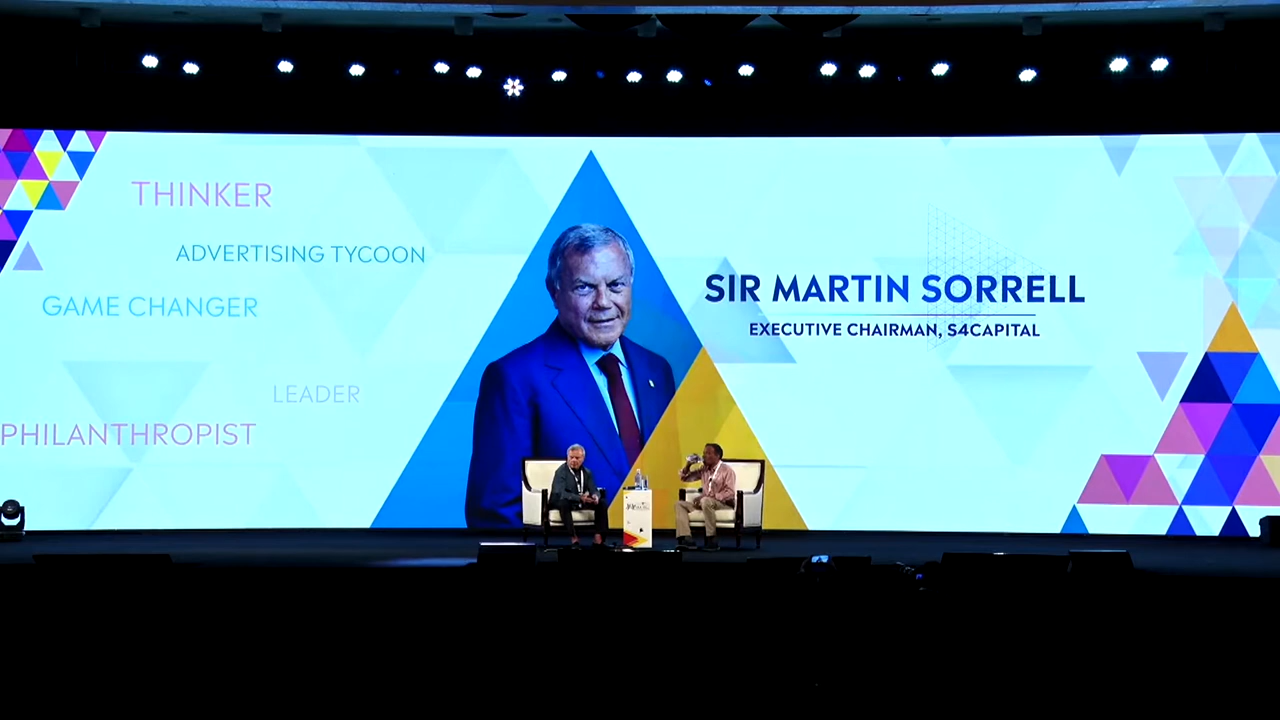 THINKER
ADVERTISING TYCOON
GAME CHANGER
LEADER
PHILANTHROPIST
SIR MARTIN SORRELL
EXECUTIVE CHAIRMAN, S4CAPITAL